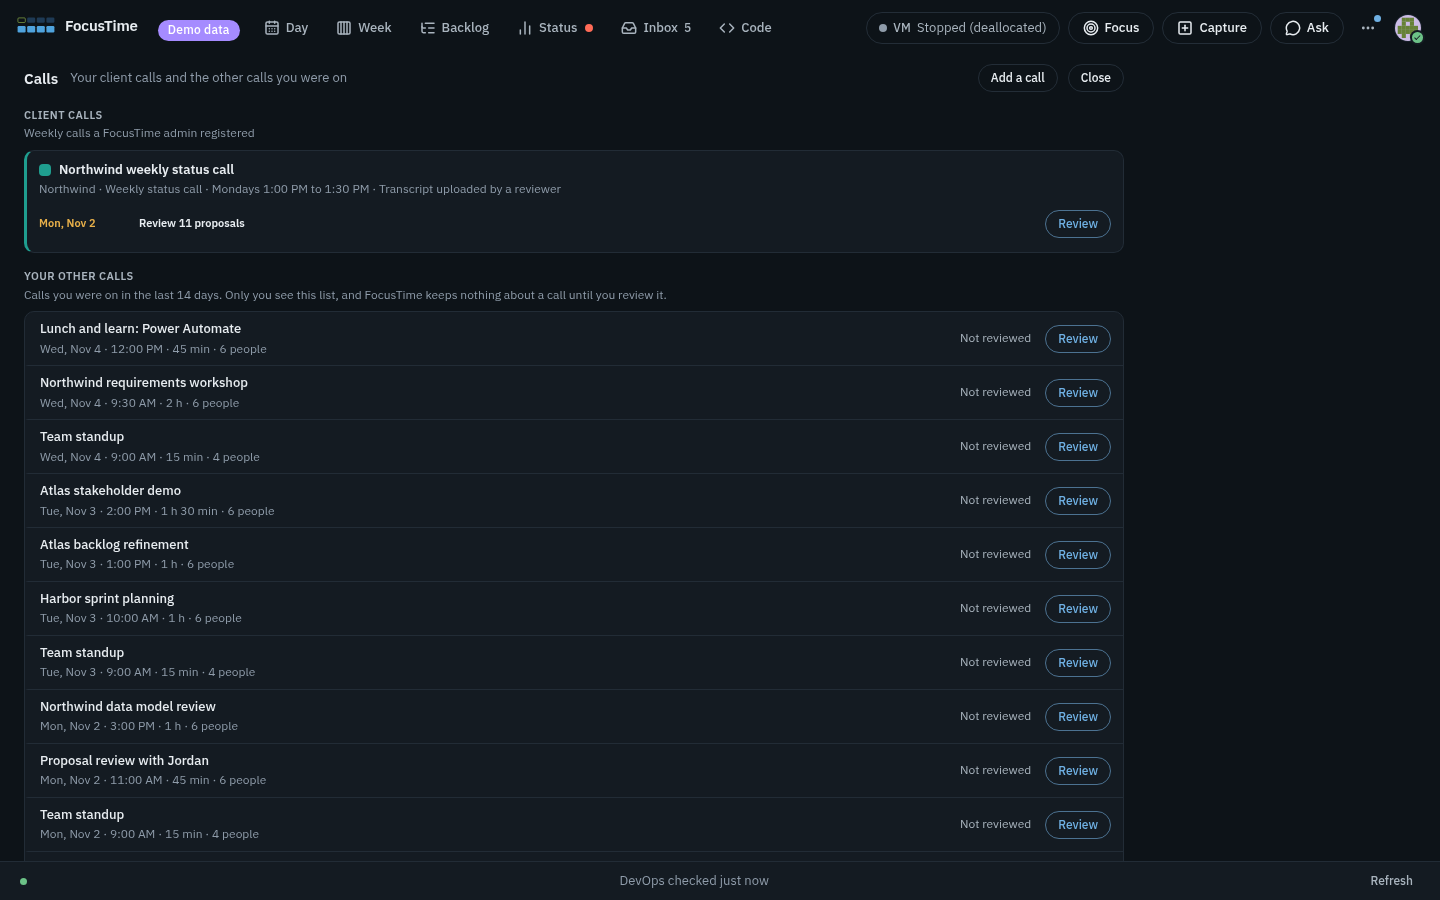 FocusTime
Demo data
Day
Week
Backlog
Status
Inbox 5
Code
VM Stopped (deallocated)
Focus
Capture
Ask
Calls
Your client calls and the other calls you were on
Add a call
Close
CLIENT CALLS
Weekly calls a FocusTime admin registered
Northwind weekly status call
Northwind · Weekly status call · Mondays 1:00 PM to 1:30 PM · Transcript uploaded by a reviewer
Mon, Nov 2
Review 11 proposals
Review
YOUR OTHER CALLS
Calls you were on in the last 14 days. Only you see this list, and FocusTime keeps nothing about a call until you review it.
Lunch and learn: Power Automate
Wed, Nov 4 · 12:00 PM · 45 min · 6 people
Not reviewed
Review
Northwind requirements workshop
Wed, Nov 4 · 9:30 AM · 2 h · 6 people
Not reviewed
Review
Team standup
Wed, Nov 4 · 9:00 AM · 15 min · 4 people
Not reviewed
Review
Atlas stakeholder demo
Tue, Nov 3 · 2:00 PM · 1 h 30 min · 6 people
Not reviewed
Review
Atlas backlog refinement
Tue, Nov 3 · 1:00 PM · 1 h · 6 people
Not reviewed
Review
Harbor sprint planning
Tue, Nov 3 · 10:00 AM · 1 h · 6 people
Not reviewed
Review
Team standup
Tue, Nov 3 · 9:00 AM · 15 min · 4 people
Not reviewed
Review
Northwind data model review
Mon, Nov 2 · 3:00 PM · 1 h · 6 people
Not reviewed
Review
Proposal review with Jordan
Mon, Nov 2 · 11:00 AM · 45 min · 6 people
Not reviewed
Review
Team standup
Mon, Nov 2 · 9:00 AM · 15 min · 4 people
Not reviewed
Review
DevOps checked just now
Refresh